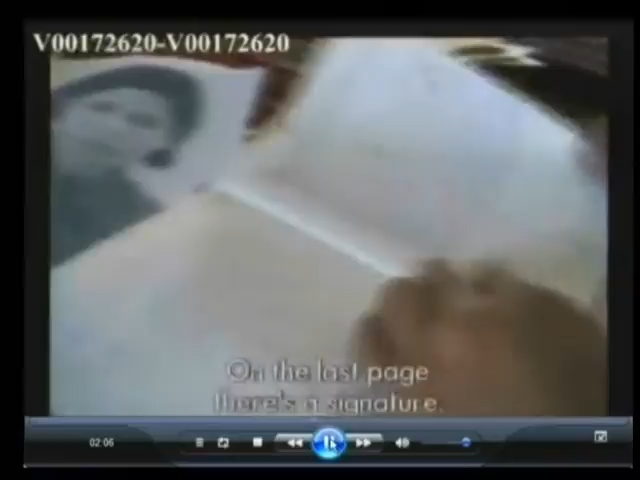 V00172620-V00172620
On the last page
there's a signature.
02:06